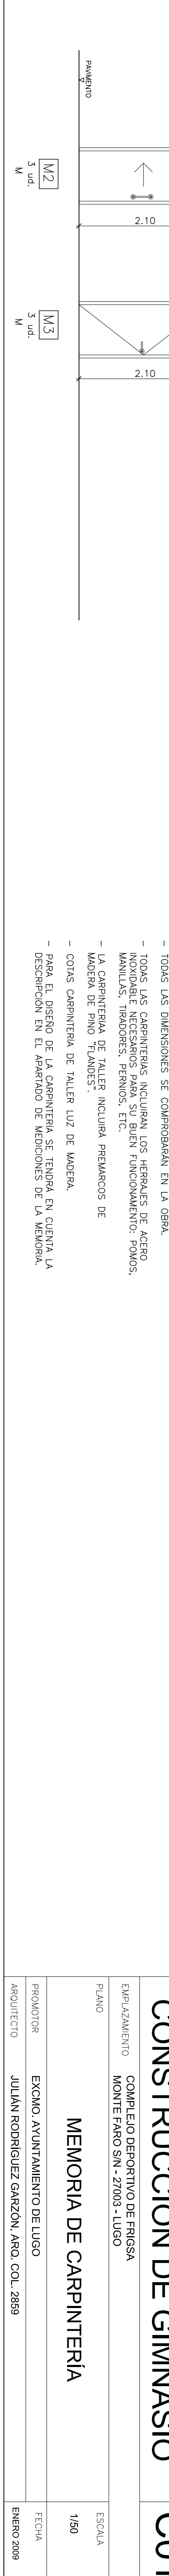 PAVIMENTO
2.10
M2
3 ud.
M
2.10
M3
3 ud.
M
- TODAS LAS DIMENSIONES SE COMPROBARÁN EN LA OBRA.
- TODAS LAS CARPINTERÍAS INCLUIRAN LOS HERRAJES DE ACERO
INOXIDABLE NECESARIOS PARA SU BUEN FUNCIONAMENTO: POMOS,
MANILLAS, TIRADORES, PERNIOS, ETC.
- LA CARPINTERÍAA DE TALLER INCLUIRÁ PREMARCOS DE
MADERA DE PINO "FLANDES".
- COTAS CARPINTERÍA DE TALLER LUZ DE MADERA.
- PARA EL DISEÑO DE LA CARPINTERÍA SE TENDRÁ EN CUENTA LA
DESCRIPCIÓN EN EL APARTADO DE MEDICIONES DE LA MEMORIA.
CONSTRUCCIÓN DE GIMNASIO
EMPLAZAMIENTO
COMPLEJO DEPORTIVO DE FRIGSA
MONTE FARO S/N - 27003 - LUGO
PLANO
MEMORIA DE CARPINTERÍA
ESCALA
1/50
PROMOTOR
EXCMO. AYUNTAMIENTO DE LUGO
FECHA
ARQUITECTO
JULIÁN RODRÍGUEZ GARZÓN, ARQ. COL. 2859
ENERO 2009